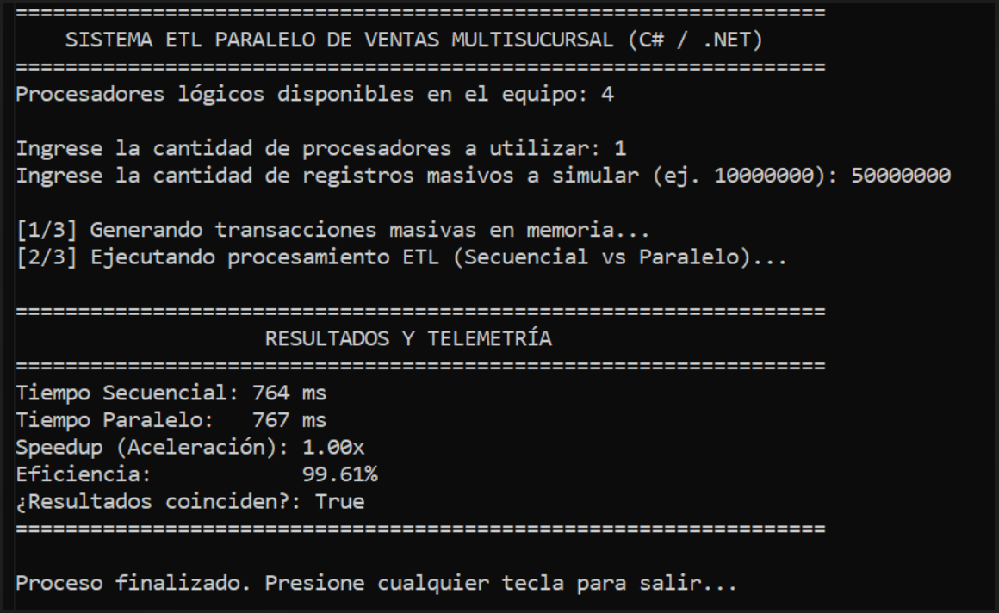 =================================================================
SISTEMA ETL PARALELO DE VENTAS MULTISUCURSAL (C# / .NET)
=================================================================
Procesadores lógicos disponibles en el equipo: 4
Ingrese la cantidad de procesadores a utilizar: 1
Ingrese la cantidad de registros masivos a simular (ej. 10000000): 50000000
[1/3] Generando transacciones masivas en memoria...
[2/3] Ejecutando procesamiento ETL (Secuencial vs Paralelo)...
=================================================================
RESULTADOS Y TELEMETRÍA
=================================================================
Tiempo Secuencial: 764 ms
Tiempo Paralelo:   767 ms
Speedup (Aceleración): 1.00x
Eficiencia:            99.61%
¿Resultados coinciden?: True
=================================================================
Proceso finalizado. Presione cualquier tecla para salir...